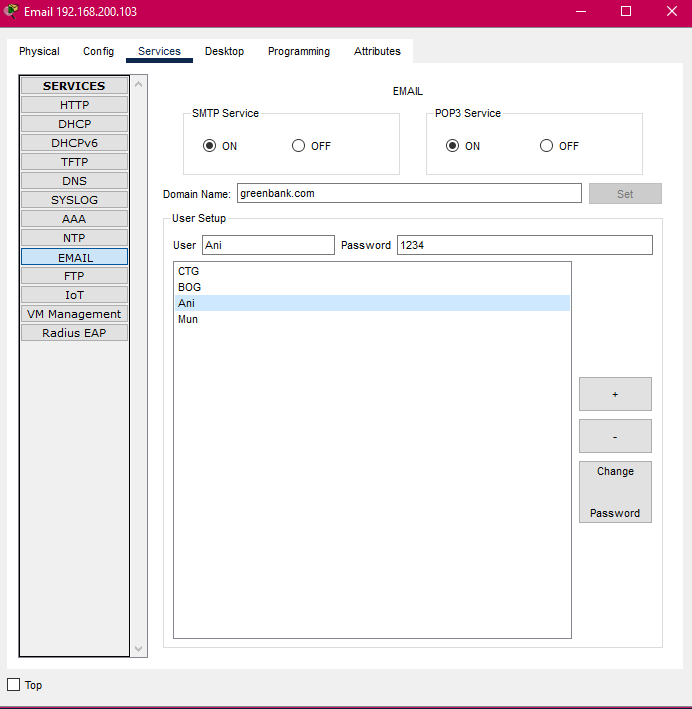 Email 192.168.200.103
Physical Config Services Desktop Programming Attributes
SERVICES
HTTP
DHCP
DHCPv6
TFTP
DNS
SYSLOG
AAA
NTP
EMAIL
FTP
IoT
VM Management
Radius EAP
EMAIL
SMTP Service
ON OFF
POP3 Service
ON OFF
Domain Name: greenbank.com Set
User Setup
User Ani Password 1234
CTG
BOG
Ani
Mun
+
-
Change
Password
Top